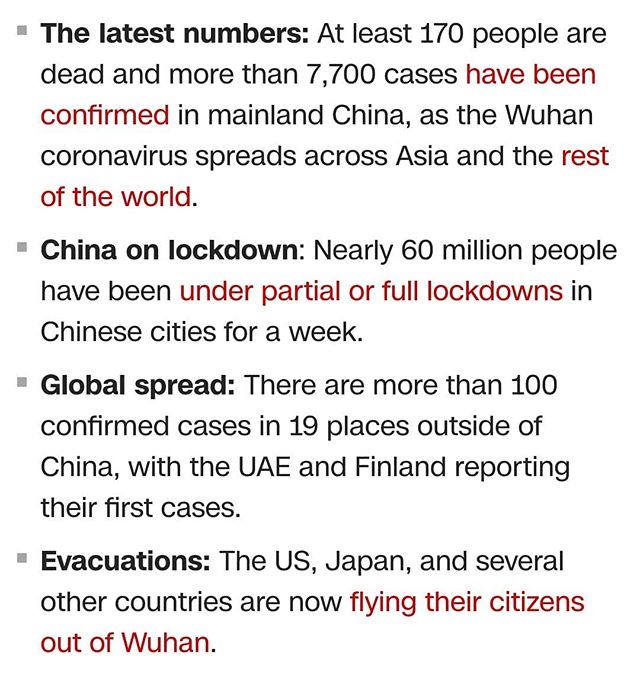 The latest numbers: At least 170 people are
dead and more than 7,700 cases have been
confirmed in mainland China, as the Wuhan
coronavirus spreads across Asia and the rest
of the world.
China on lockdown: Nearly 60 million people
have been under partial or full lockdowns in
Chinese cities for a week.
Global spread: There are more than 100
confirmed cases in 19 places outside of
China, with the UAE and Finland reporting
their first cases.
Evacuations: The US, Japan, and several
other countries are now flying their citizens
out of Wuhan.